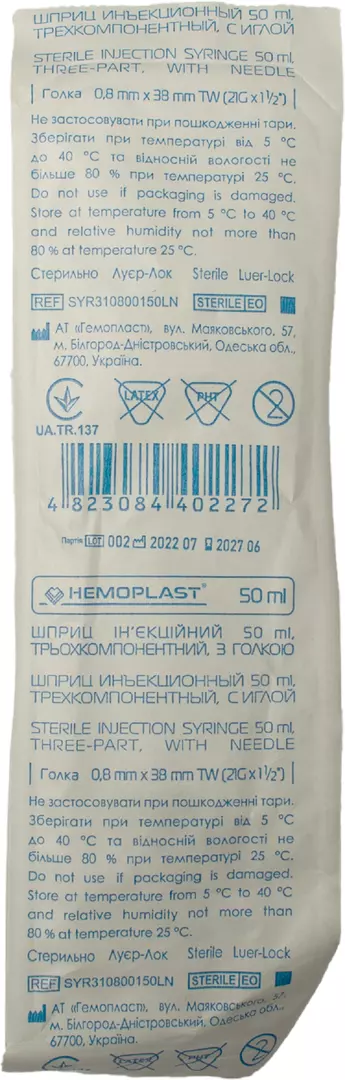 ШПРИЦ ИНЪЕКЦИОННЫЙ 50 ml,
ТРЕХКОМПОНЕНТНЫЙ, С ИГЛОЙ
STERILE INJECTION SYRINGE 50 ml,
THREE-PART, WITH NEEDLE
Голка 0,8 mm x 38 mm TW (21G x 1½")
Не застосовувати при пошкодженні тари.
Зберігати при температурі від 5 °C
до 40 °C та відносній вологості не
більше 80 % при температурі 25 °C.
Do not use if packaging is damaged.
Store at temperature from 5 °C to 40 °C
and relative humidity not more than
80 % at temperature 25 °C.
Стерильно Луєр-Лок Sterile Luer-Lock
REF SYR310800150LN STERILE EO
АТ "Гемопласт", вул. Маяковського, 57,
м. Білгород-Дністровський, Одеська обл.,
67700, Україна.
LATEX PHT 2
UA.TR.137
4 823084 402272
Партія LOT 002 2022 07 2027 06
HEMOPLAST® 50 ml
ШПРИЦ ІН'ЄКЦІЙНИЙ 50 ml,
ТРЬОХКОМПОНЕНТНИЙ, З ГОЛКОЮ
ШПРИЦ ИНЪЕКЦИОННЫЙ 50 ml,
ТРЕХКОМПОНЕНТНЫЙ, С ИГЛОЙ
STERILE INJECTION SYRINGE 50 ml,
THREE-PART, WITH NEEDLE
Голка 0,8 mm x 38 mm TW (21G x 1½")
Не застосовувати при пошкодженні тари.
Зберігати при температурі від 5 °C
до 40 °C та відносній вологості не
більше 80 % при температурі 25 °C.
Do not use if packaging is damaged.
Store at temperature from 5 °C to 40 °C
and relative humidity not more than
80 % at temperature 25 °C.
Стерильно Луєр-Лок Sterile Luer-Lock
REF SYR310800150LN STERILE EO
АТ "Гемопласт", вул. Маяковського, 57,
м. Білгород-Дністровський, Одеська обл.,
67700, Україна.
LATEX PHT 2